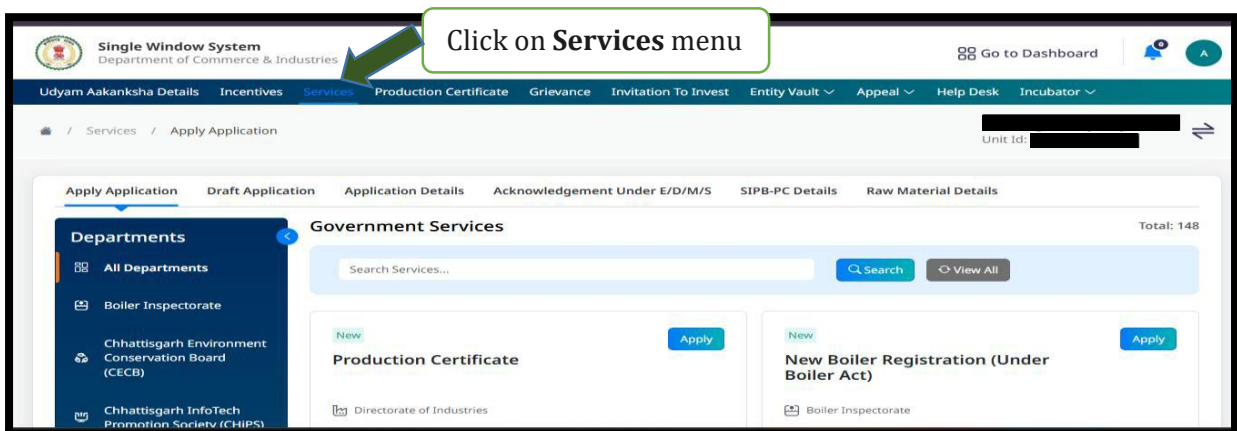 Click on Services menu
Single Window System
Department of Commerce & Industries
Go to Dashboard
0
A
Udyam Aakanksha Details Incentives Services Production Certificate Grievance Invitation To Invest Entity Vault Appeal Help Desk Incubator
/ Services / Apply Application
Unit Id:
Apply Application Draft Application Application Details Acknowledgement Under E/D/M/S SIPB-PC Details Raw Material Details
Departments
All Departments
Boiler Inspectorate
Chhattisgarh Environment
Conservation Board
(CECB)
Chhattisgarh InfoTech
Promotion Society (CHiPS)
Government Services
Total: 148
Search Services...
Search
View All
New
Apply
Production Certificate
Directorate of Industries
New
Apply
New Boiler Registration (Under
Boiler Act)
Boiler Inspectorate